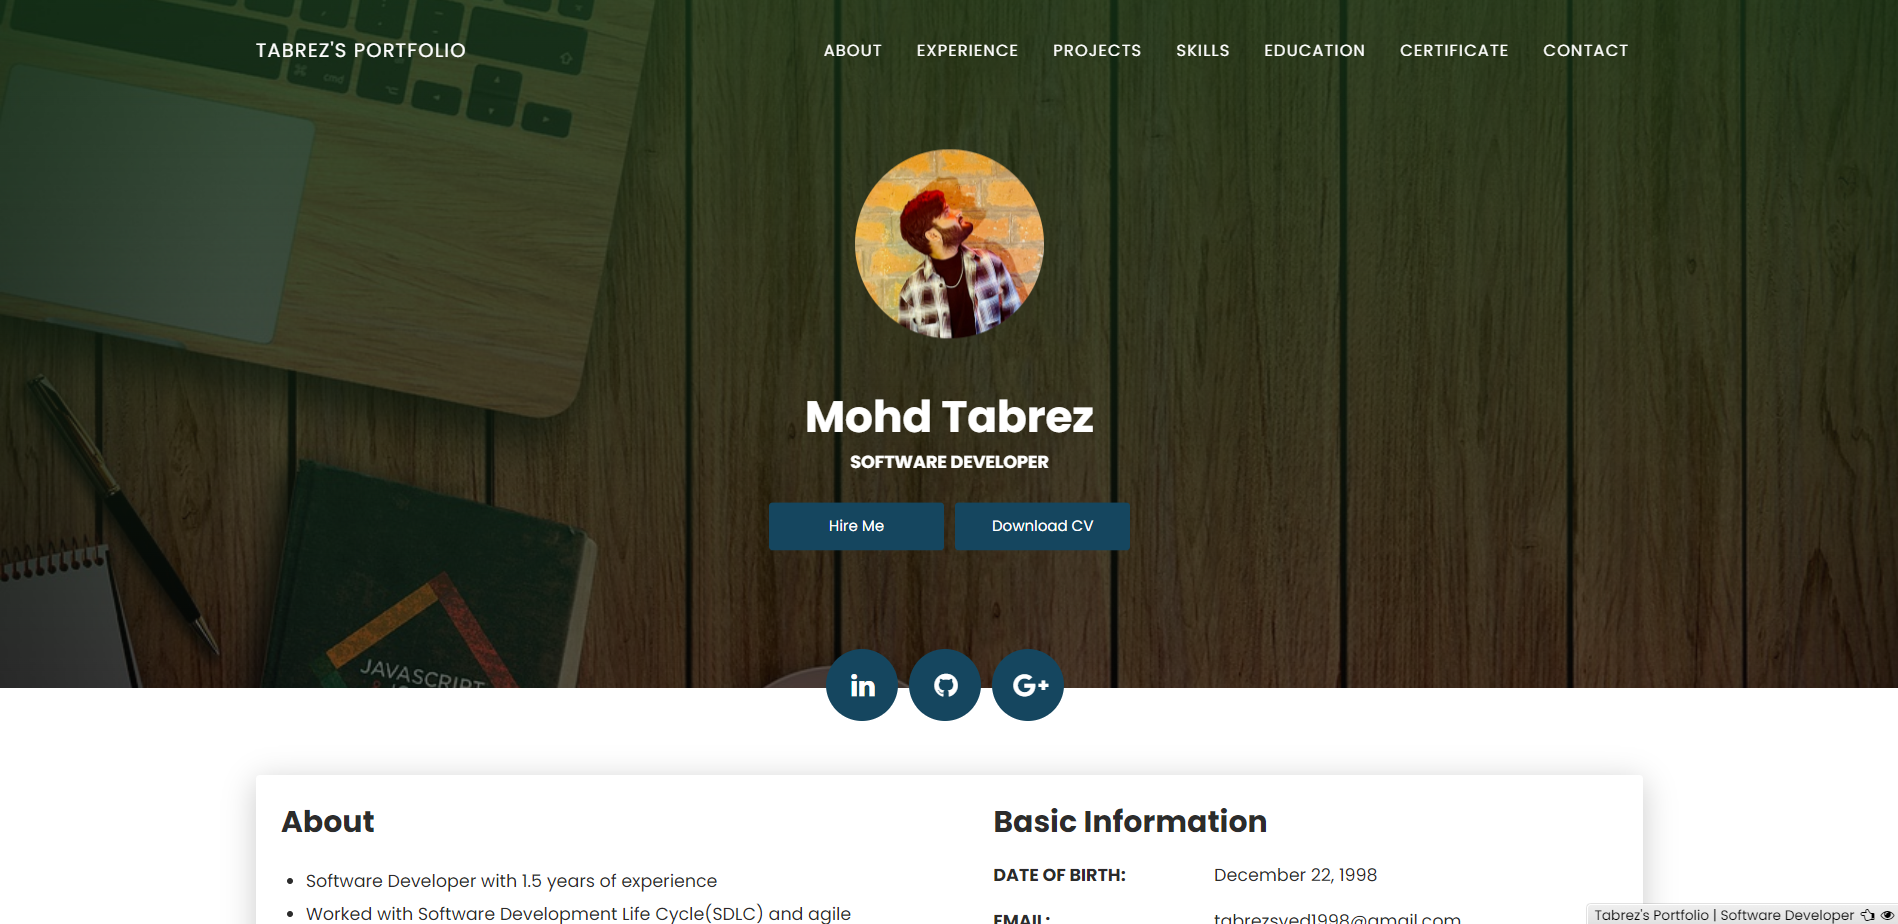 TABREZ'S PORTFOLIO
ABOUT EXPERIENCE PROJECTS SKILLS EDUCATION CERTIFICATE CONTACT
cmd
Mohd Tabrez
SOFTWARE DEVELOPER
Hire Me Download CV
JAVASCRIPT
in G+
About
Software Developer with 1.5 years of experience
Worked with Software Development Life Cycle(SDLC) and agile
Basic Information
DATE OF BIRTH: December 22, 1998
EMAIL: tabrezsyed1998@gmail.com
Tabrez's Portfolio | Software Developer